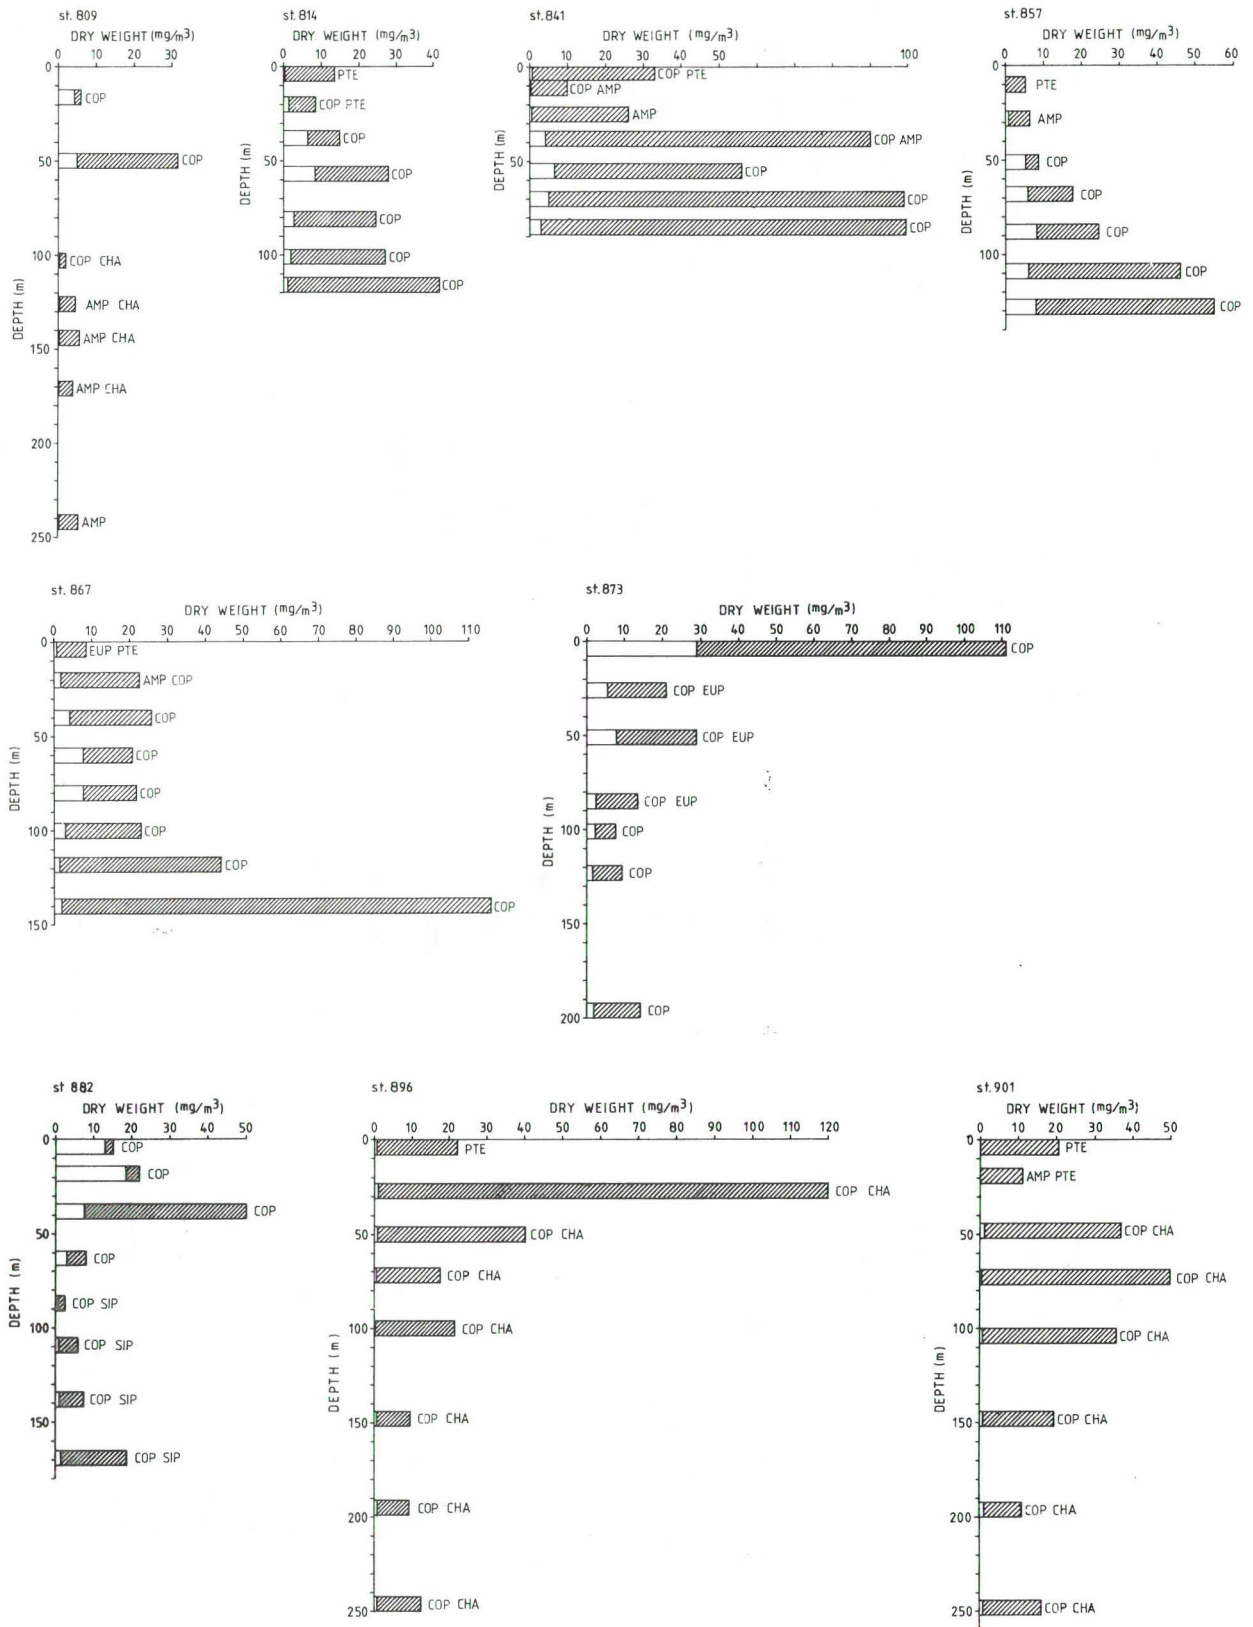 st. 809
DRY WEIGHT (mg/m3)
0 10 20 30
0
50
100
150
200
250
DEPTH (m)
COP
COP
COP CHA
AMP CHA
AMP CHA
AMP CHA
AMP
st. 814
DRY WEIGHT (mg/m3)
0 10 20 30 40
0
50
100
DEPTH (m)
PTE
COP PTE
COP
COP
COP
COP
COP
st. 841
DRY WEIGHT (mg/m3)
0 10 20 30 40 50 60 100
0
50
DEPTH (m)
COP PTE
COP AMP
AMP
COP AMP
COP
COP
COP
st. 857
DRY WEIGHT (mg/m3)
0 10 20 30 40 50 60
0
50
100
DEPTH (m)
PTE
AMP
COP
COP
COP
COP
COP
st. 867
DRY WEIGHT (mg/m3)
0 10 20 30 40 50 60 70 80 90 100 110
0
50
100
150
DEPTH (m)
EUP PTE
AMP COP
COP
COP
COP
COP
COP
COP
st. 873
DRY WEIGHT (mg/m3)
0 10 20 30 40 50 60 70 80 90 100 110
0
50
100
150
200
DEPTH (m)
COP
COP EUP
COP EUP
COP EUP
COP
COP
COP
st 882
DRY WEIGHT (mg/m3)
0 10 20 30 40 50
0
50
100
150
DEPTH (m)
COP
COP
COP
COP
COP SIP
COP SIP
COP SIP
COP SIP
st. 896
DRY WEIGHT (mg/m3)
0 10 20 30 40 50 60 70 80 90 100 110 120
0
50
100
150
200
250
DEPTH (m)
PTE
COP CHA
COP CHA
COP CHA
COP CHA
COP CHA
COP CHA
COP CHA
st. 901
DRY WEIGHT (mg/m3)
0 10 20 30 40 50
0
50
100
150
200
250
DEPTH (m)
PTE
AMP PTE
COP CHA
COP CHA
COP CHA
COP CHA
COP CHA
COP CHA